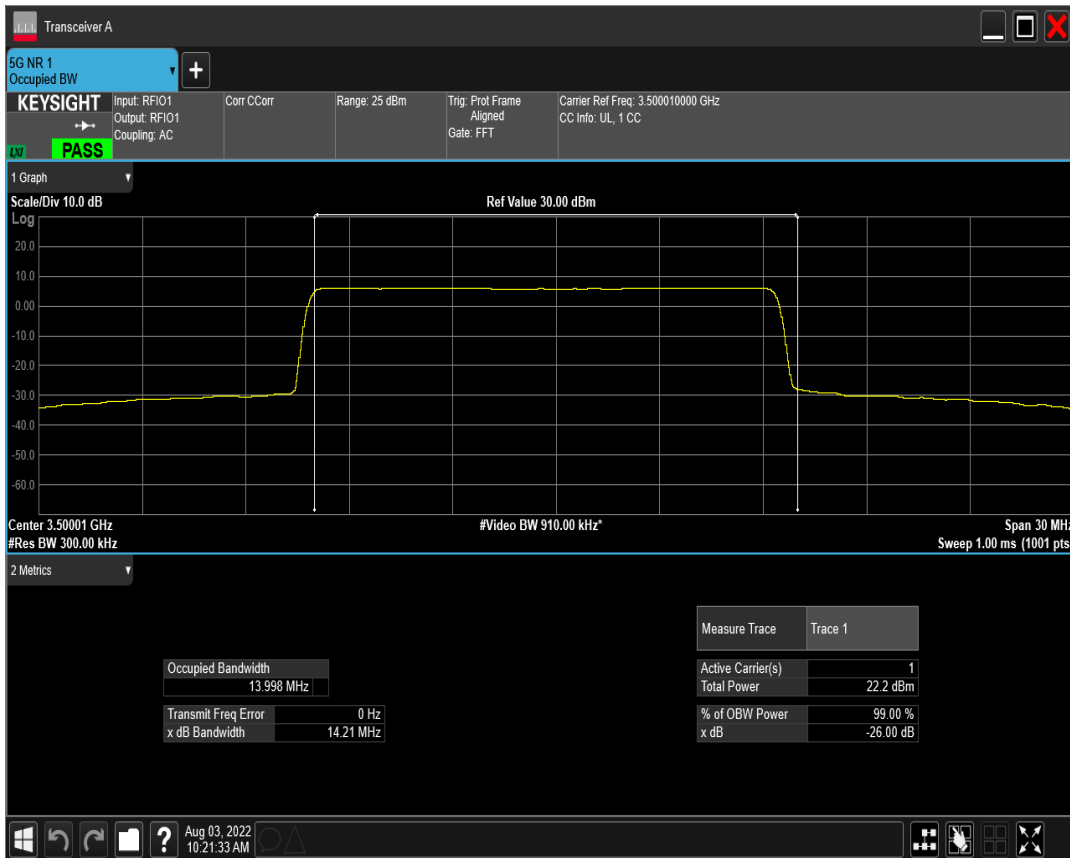 Transceiver A
5G NR 1
Occupied BW
KEYSIGHT
LXI
PASS
Input: RFIO1
Output: RFIO1
Coupling: AC
Corr CCorr
Range: 25 dBm
Trig: Prot Frame
Aligned
Gate: FFT
Carrier Ref Freq: 3.500010000 GHz
CC Info: UL, 1 CC
1 Graph
Scale/Div 10.0 dB
Ref Value 30.00 dBm
Log
20.0
10.0
0.00
-10.0
-20.0
-30.0
-40.0
-50.0
-60.0
Center 3.50001 GHz
#Video BW 910.00 kHz*
Span 30 MHz
#Res BW 300.00 kHz
Sweep 1.00 ms (1001 pts
2 Metrics
Measure Trace Trace 1
Occupied Bandwidth
13.998 MHz
Active Carrier(s) 1
Total Power 22.2 dBm
Transmit Freq Error 0 Hz
x dB Bandwidth 14.21 MHz
% of OBW Power 99.00 %
x dB -26.00 dB
?
Aug 03, 2022
10:21:33 AM